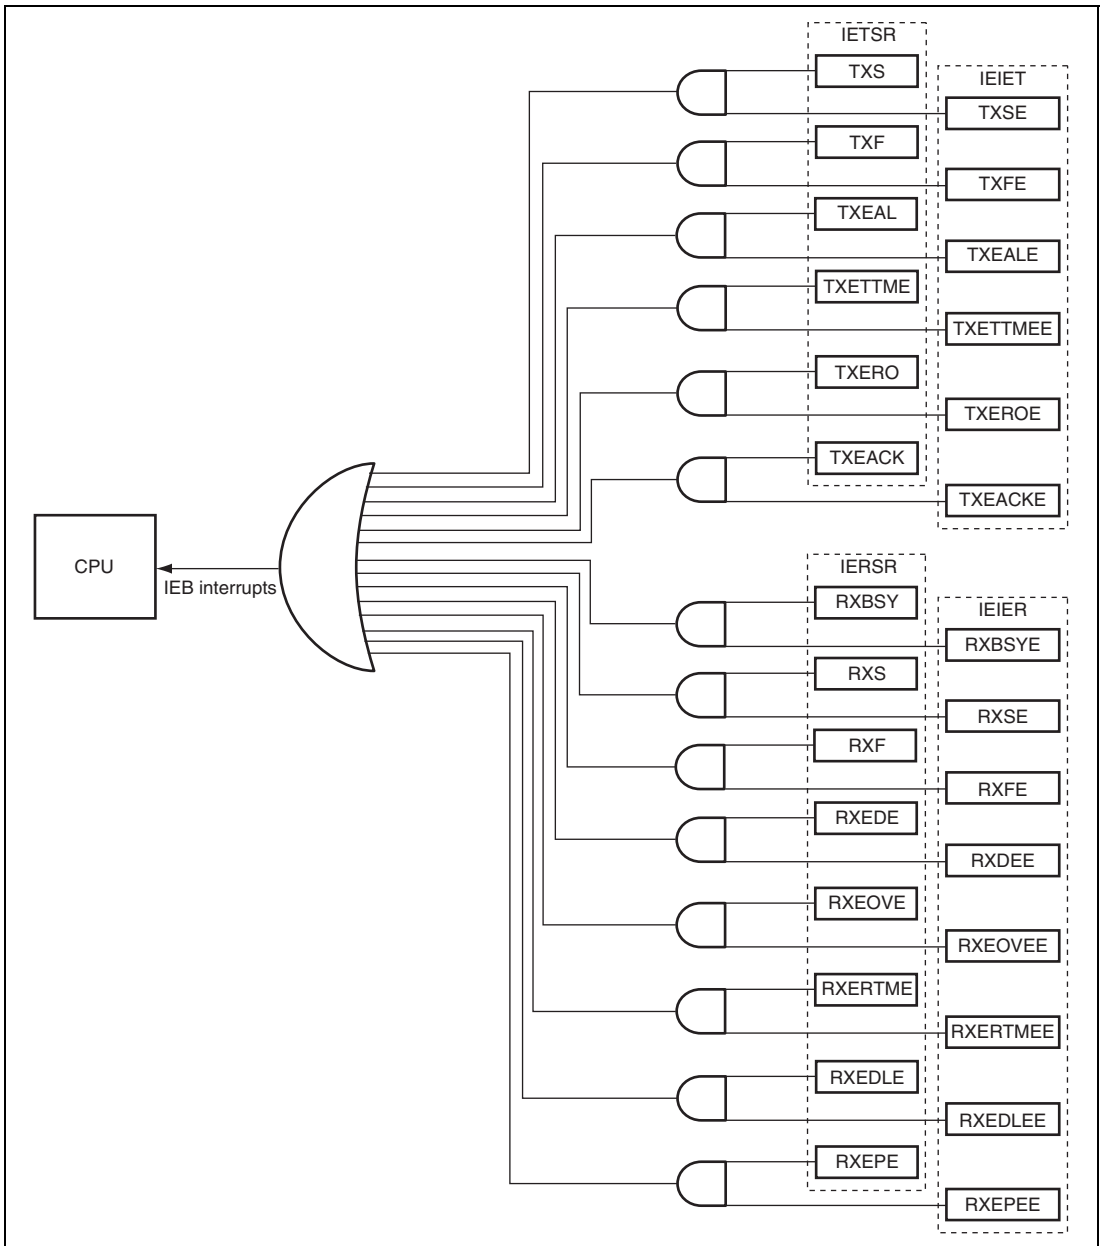 IETSR
TXS
IEIET
TXSE
TXF
TXFE
TXEAL
TXEALE
TXETTME
TXETTMEE
TXERO
TXEROE
TXEACK
TXEACKE
CPU
IEB interrupts
IERSR
RXBSY
IEIER
RXBSYE
RXS
RXSE
RXF
RXFE
RXEDE
RXDEE
RXEOVE
RXEOVEE
RXERTME
RXERTMEE
RXEDLE
RXEDLEE
RXEPE
RXEPEE